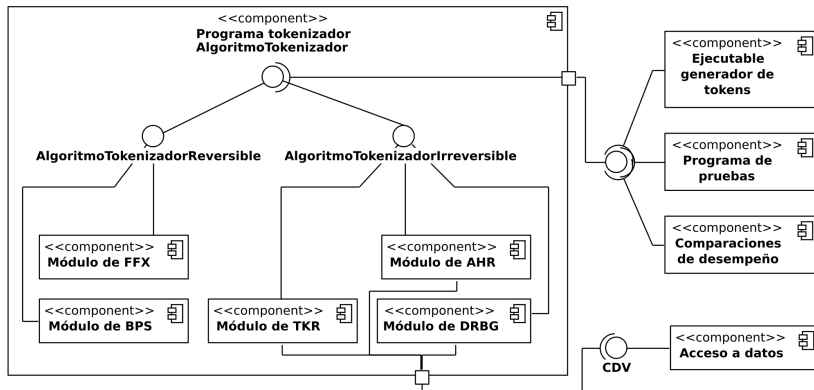 <<component>>
Programa tokenizador
AlgoritmoTokenizador
AlgoritmoTokenizadorReversible
AlgoritmoTokenizadorIrreversible
<<component>>
Módulo de FFX
<<component>>
Módulo de AHR
<<component>>
Módulo de BPS
<<component>>
Módulo de TKR
<<component>>
Módulo de DRBG
<<component>>
Ejecutable
generador de
tokens
<<component>>
Programa de
pruebas
<<component>>
Comparaciones
de desempeño
CDV
<<component>>
Acceso a datos